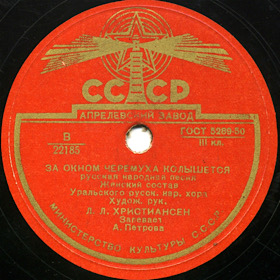 СССР
АПРЕЛЕВСКИЙ ЗАВОД
В
22185
ГОСТ 5289-50
III кл.
ЗА ОКНОМ ЧЕРЕМУХА КОЛЫШЕТСЯ
русская народная песня
Женский состав
Уральского русск. нар. хора
Худож. рук.
Л. Л. ХРИСТИАНСЕН
Запевает
А. Петрова
МИНИСТЕРСТВО КУЛЬТУРЫ СССР